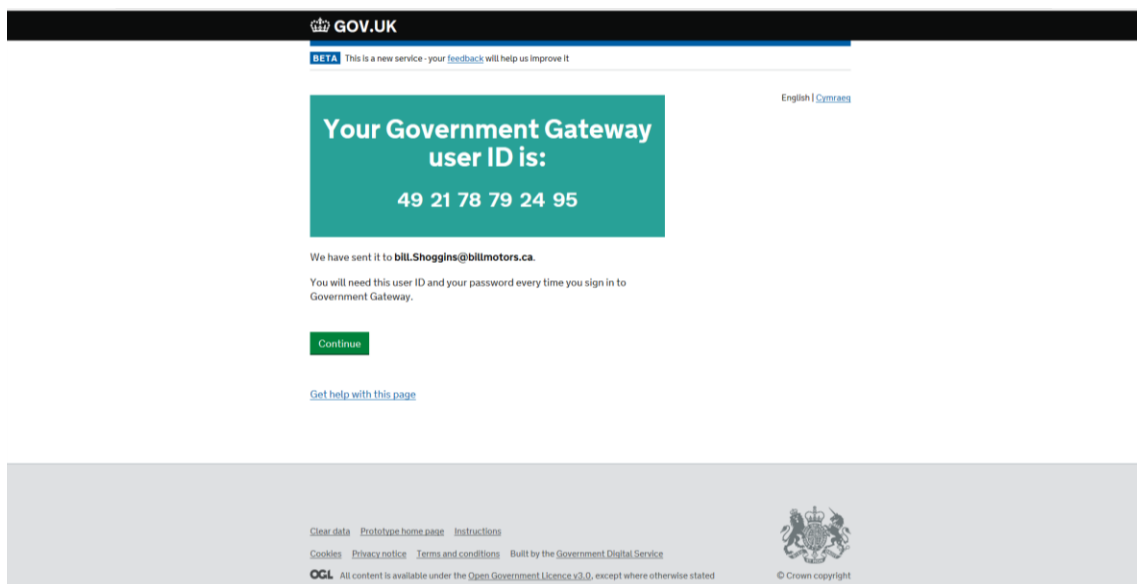 GOV.UK
BETA This is a new service - your feedback will help us improve it
English | Cymraeg
Your Government Gateway
user ID is:
49 21 78 79 24 95
We have sent it to bill.Shoggins@billmotors.ca.
You will need this user ID and your password every time you sign in to
Government Gateway.
Continue
Get help with this page
Clear data Prototype home page Instructions
Cookies Privacy notice Terms and conditions Built by the Government Digital Service
OGL All content is available under the Open Government Licence v3.0, except where otherwise stated
© Crown copyright